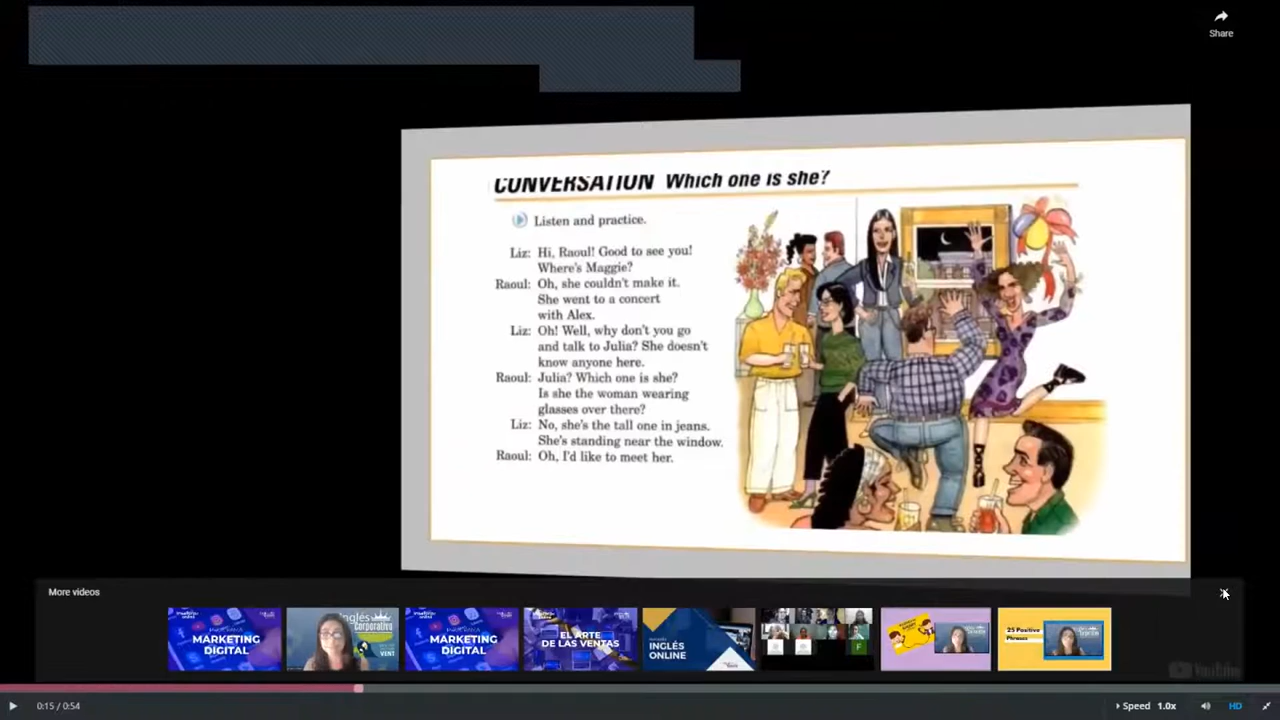 Share
CONVERSATION Which one is she?
Listen and practice.
Liz: Hi, Raoul! Good to see you!
Where's Maggie?
Raoul: Oh, she couldn't make it.
She went to a concert
with Alex.
Liz: Oh! Well, why don't you go
and talk to Julia? She doesn't
know anyone here.
Raoul: Julia? Which one is she?
Is she the woman wearing
glasses over there?
Liz: No, she's the tall one in jeans.
She's standing near the window.
Raoul: Oh, I'd like to meet her.
More videos
MARKETING
DIGITAL
Inglés
Corporativo
MARKETING
DIGITAL
EL ARTE
DE LAS VENTAS
INGLÉS
ONLINE
F
25 Positive
Phrases
YouTube
0:15 / 0:54
Speed 1.0x
HD